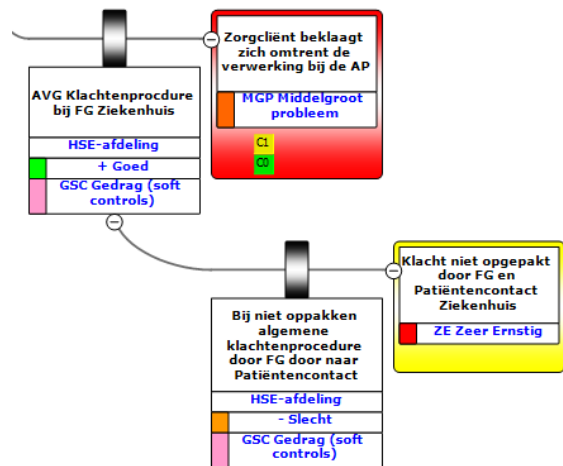 Zorgcliënt beklaagt
zich omtrent de
verwerking bij de AP
MGP Middelgroot
probleem
C1
C0
AVG Klachtenprocdure
bij FG Ziekenhuis
HSE-afdeling
+ Goed
GSC Gedrag (soft
controls)
Klacht niet opgepakt
door FG en
Patiëntencontact
Ziekenhuis
ZE Zeer Ernstig
Bij niet oppakken
algemene
klachtenprocedure
door FG door naar
Patiëntencontact
HSE-afdeling
- Slecht
GSC Gedrag (soft
controls)